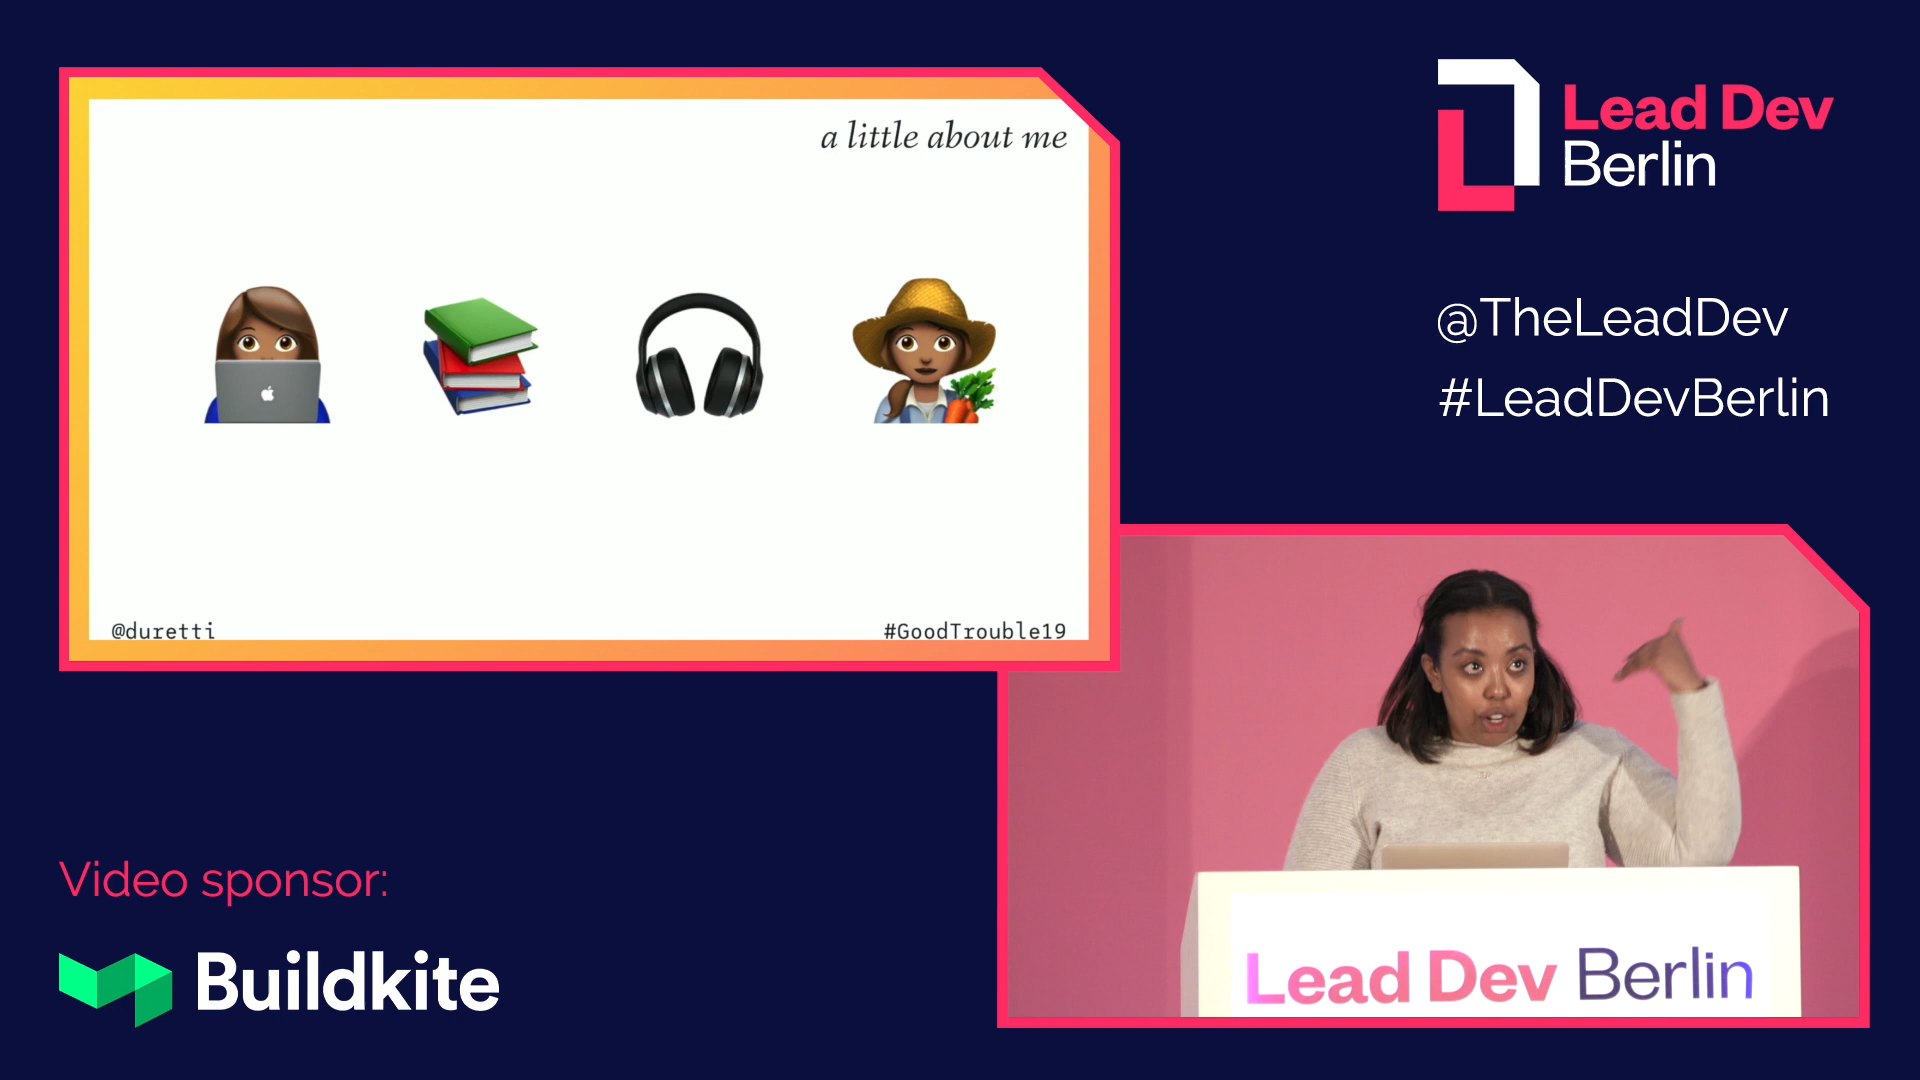 a little about me
@duretti
#GoodTrouble19
Lead Dev
Berlin
@TheLeadDev
#LeadDevBerlin
Video sponsor:
Buildkite
Lead Dev Berlin